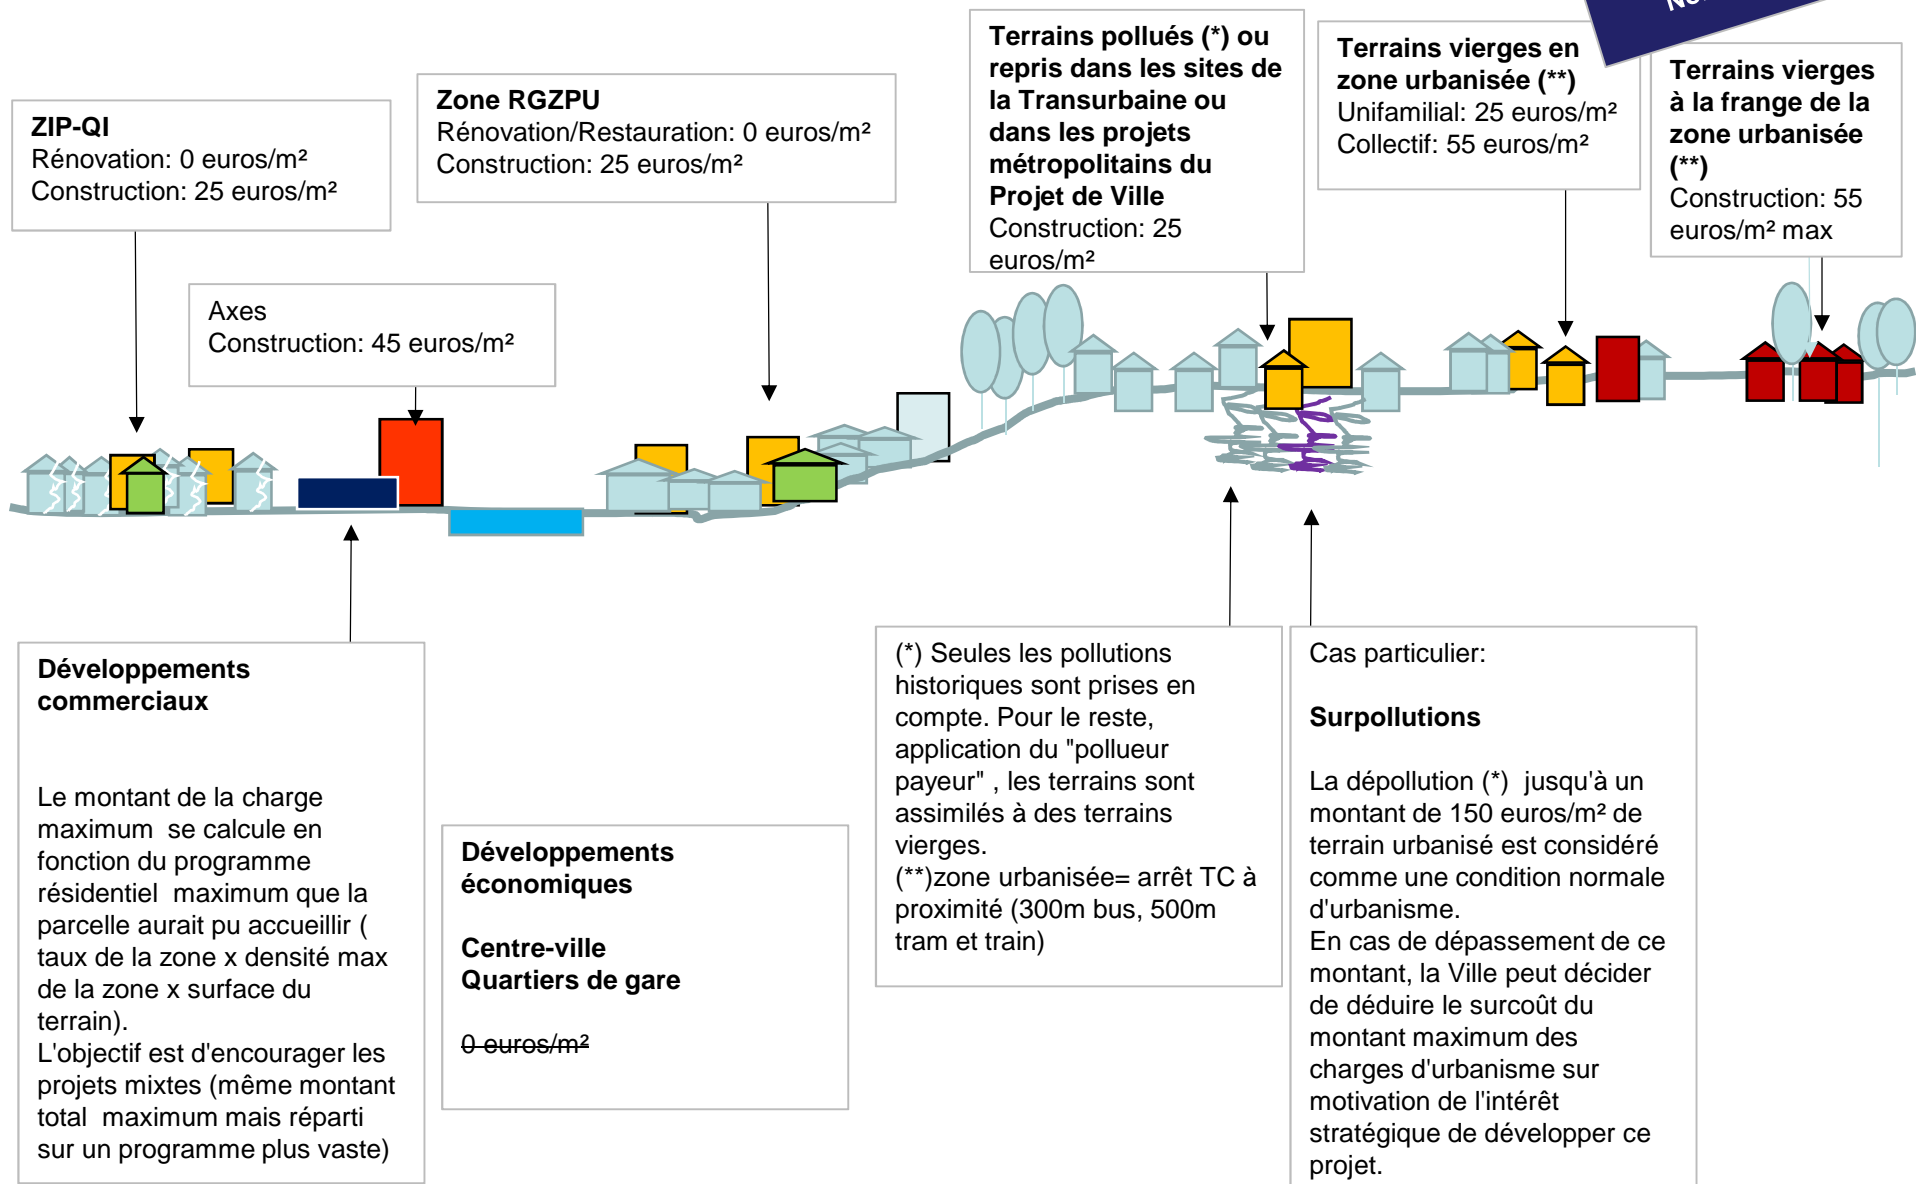 ZIP-QI
Rénovation: 0 euros/m²
Construction: 25 euros/m²
Axes
Construction: 45 euros/m²
Zone RGZPU
Rénovation/Restauration: 0 euros/m²
Construction: 25 euros/m²
Terrains pollués (*) ou
repris dans les sites de
la Transurbaine ou
dans les projets
métropolitains du
Projet de Ville
Construction: 25
euros/m²
Terrains vierges en
zone urbanisée (**)
Unifamilial: 25 euros/m²
Collectif: 55 euros/m²
Terrains vierges
à la frange de la
zone urbanisée
(**)
Construction: 55
euros/m² max
Développements
commerciaux
Le montant de la charge
maximum  se calcule en
fonction du programme
résidentiel  maximum que la
parcelle aurait pu accueillir (
taux de la zone x densité max
de la zone x surface du
terrain).
L'objectif est d'encourager les
projets mixtes (même montant
total  maximum mais réparti
sur un programme plus vaste)
Développements
économiques
Centre-ville
Quartiers de gare
0 euros/m²
(*) Seules les pollutions
historiques sont prises en
compte. Pour le reste,
application du "pollueur
payeur" , les terrains sont
assimilés à des terrains
vierges.
(**)zone urbanisée= arrêt TC à
proximité (300m bus, 500m
tram et train)
Cas particulier:
Surpollutions
La dépollution (*)  jusqu'à un
montant de 150 euros/m² de
terrain urbanisé est considéré
comme une condition normale
d'urbanisme.
En cas de dépassement de ce
montant, la Ville peut décider
de déduire le surcoût du
montant maximum des
charges d'urbanisme sur
motivation de l'intérêt
stratégique de développer ce
projet.